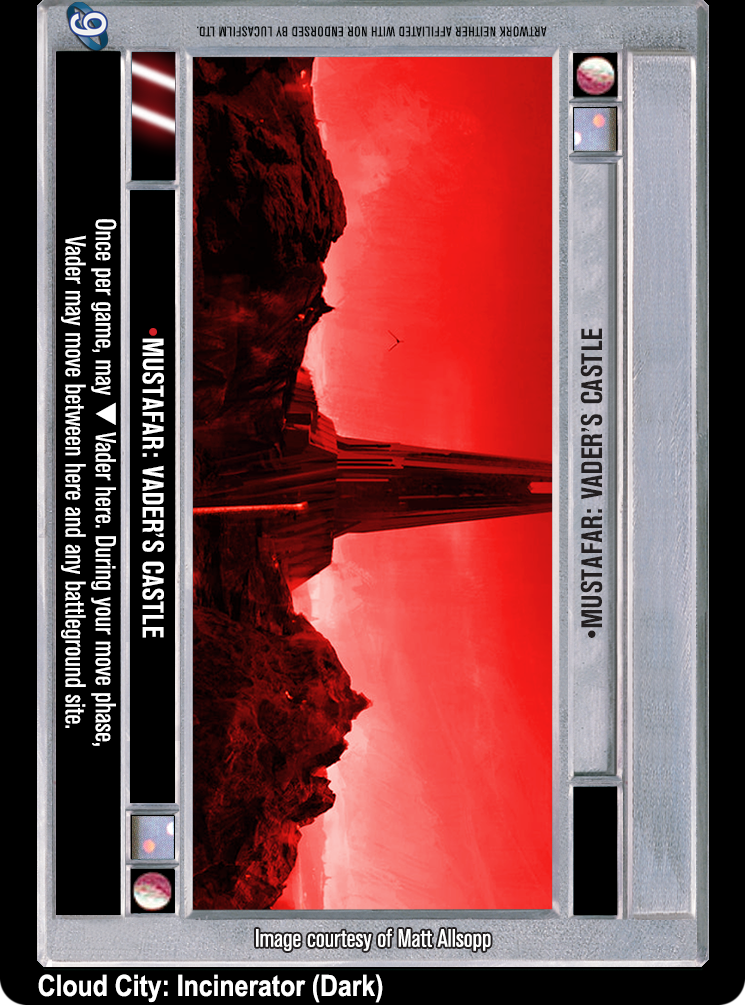 9
ARTWORK NEITHER AFFILIATED WITH NOR ENDORSED BY LUCASFILM LTD.
•MUSTAFAR: VADER'S CASTLE
•MUSTAFAR: VADER'S CASTLE
Once per game, may ▼ Vader here. During your move phase,
Vader may move between here and any battleground site.
Image courtesy of Matt Allsopp
Cloud City: Incinerator (Dark)